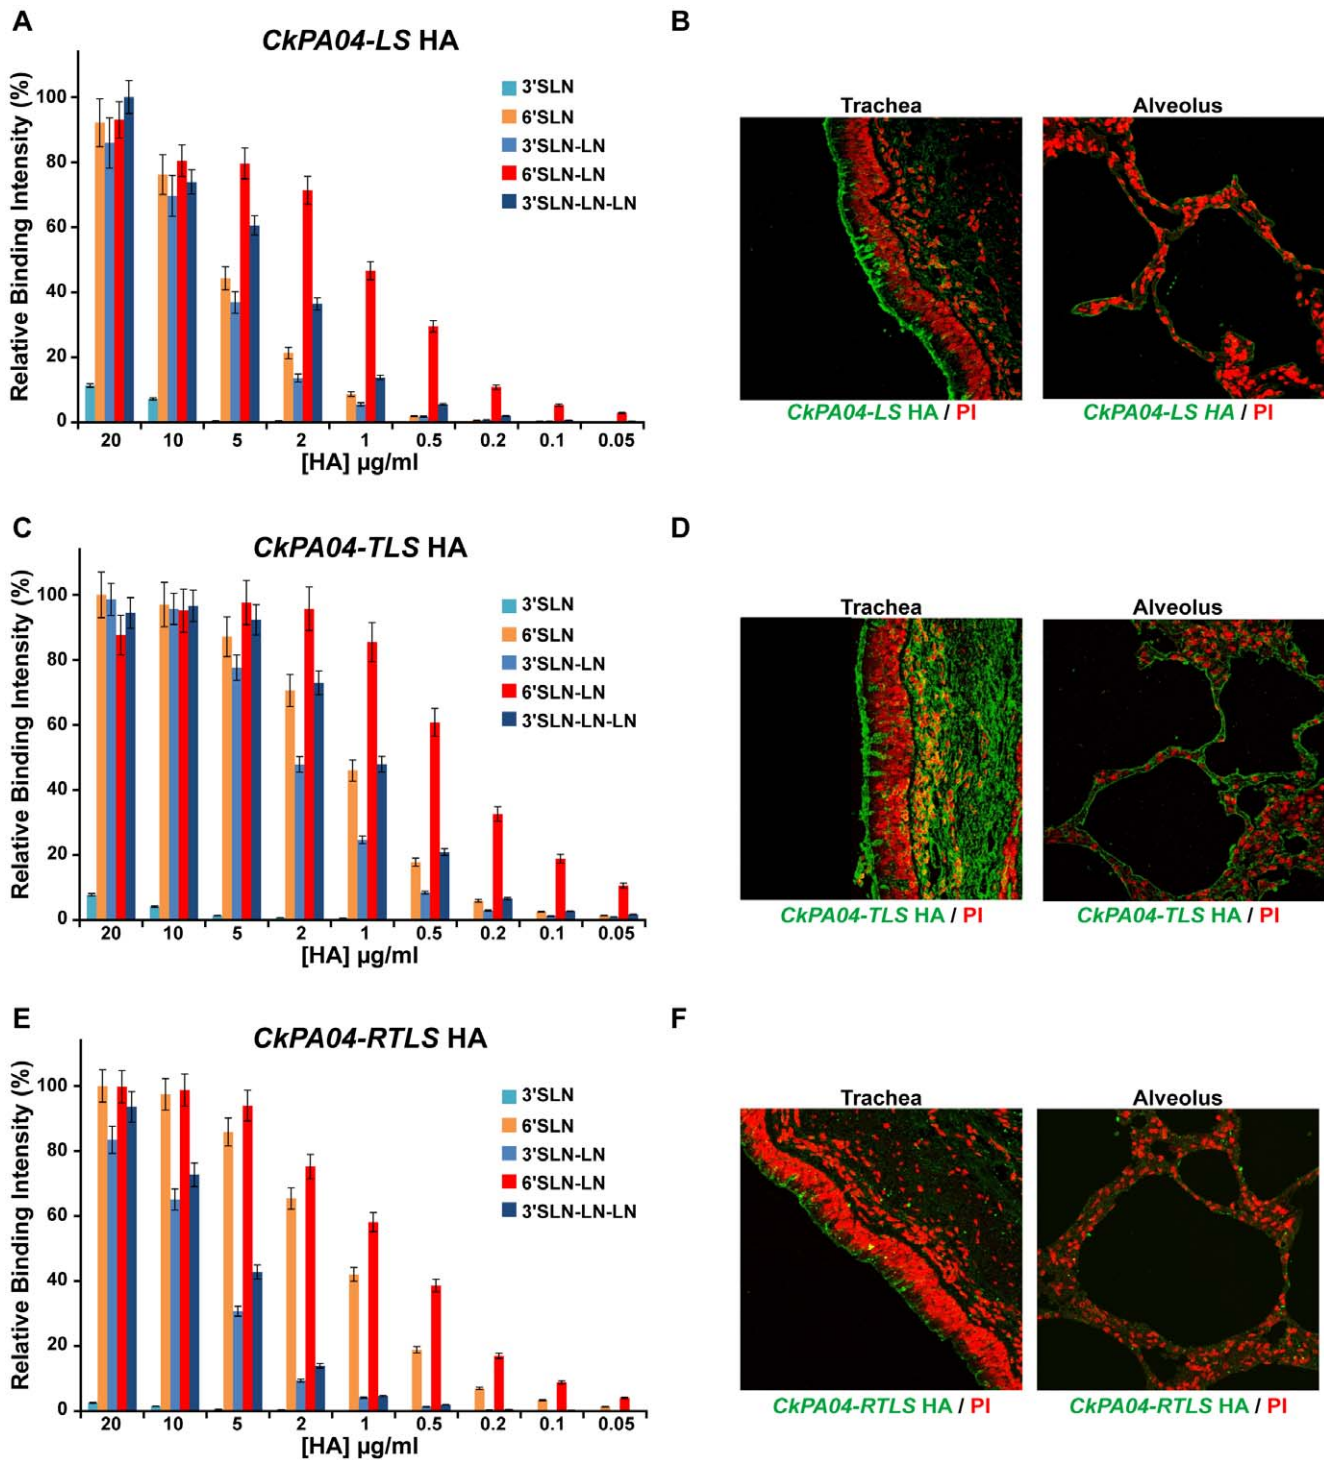 A
CkPA04-LS HA
Relative Binding Intensity (%)
100
80
60
40
20
0
3'SLN
6'SLN
3'SLN-LN
6'SLN-LN
3'SLN-LN-LN
20 10 5 2 1 0.5 0.2 0.1 0.05
[HA] µg/ml
B
Trachea
Alveolus
CkPA04-LS HA / PI
CkPA04-LS HA / PI
C
CkPA04-TLS HA
Relative Binding Intensity (%)
100
80
60
40
20
0
3'SLN
6'SLN
3'SLN-LN
6'SLN-LN
3'SLN-LN-LN
20 10 5 2 1 0.5 0.2 0.1 0.05
[HA] µg/ml
D
Trachea
Alveolus
CkPA04-TLS HA / PI
CkPA04-TLS HA / PI
E
CkPA04-RTLS HA
Relative Binding Intensity (%)
100
80
60
40
20
0
3'SLN
6'SLN
3'SLN-LN
6'SLN-LN
3'SLN-LN-LN
20 10 5 2 1 0.5 0.2 0.1 0.05
[HA] µg/ml
F
Trachea
Alveolus
CkPA04-RTLS HA / PI
CkPA04-RTLS HA / PI